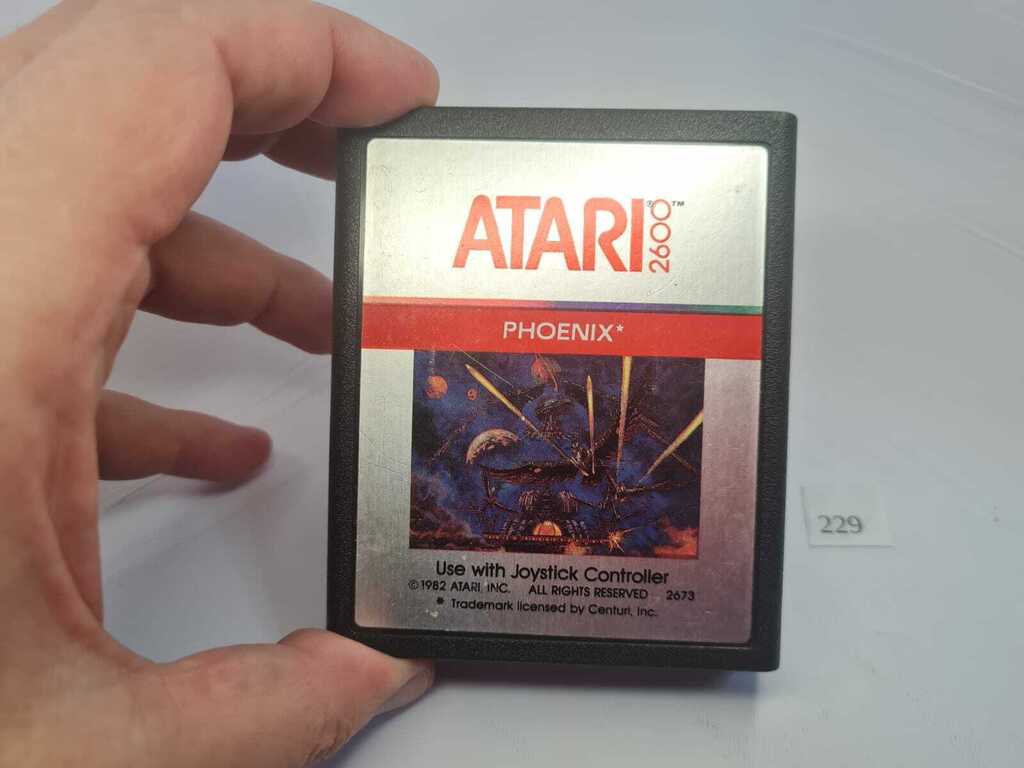 ATARI® 2600™
PHOENIX*
Use with Joystick Controller
© 1982 ATARI, INC. ALL RIGHTS RESERVED 2673
* Trademark licensed by Centuri, Inc.
229